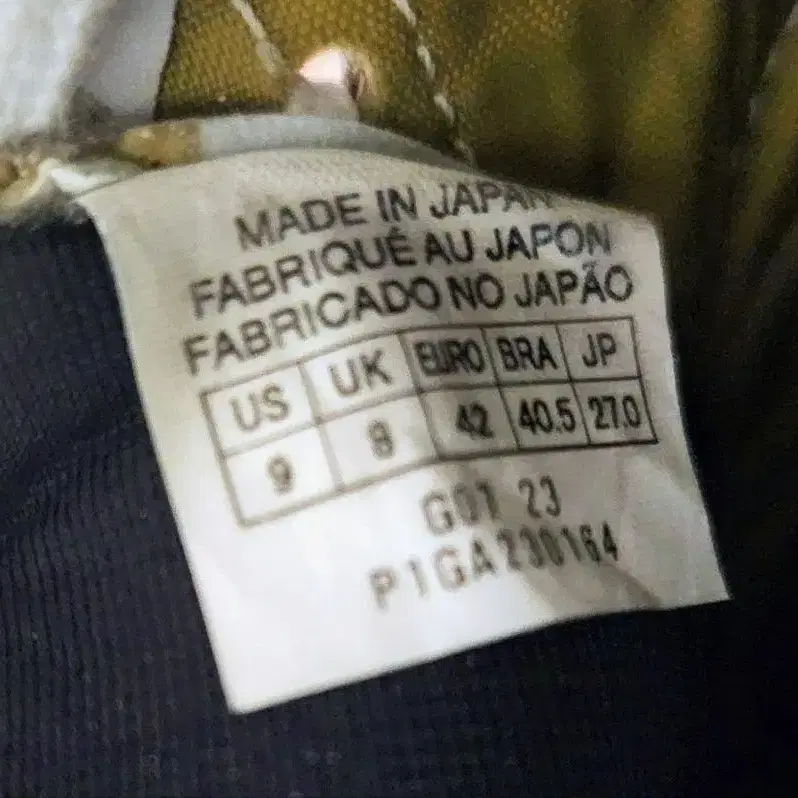 MADE IN JAPAN
FABRIQUÉ AU JAPON
FABRICADO NO JAPÃO
US UK EURO BRA JP
9 8 42 40.5 27.0
G01 23
P1GA230164